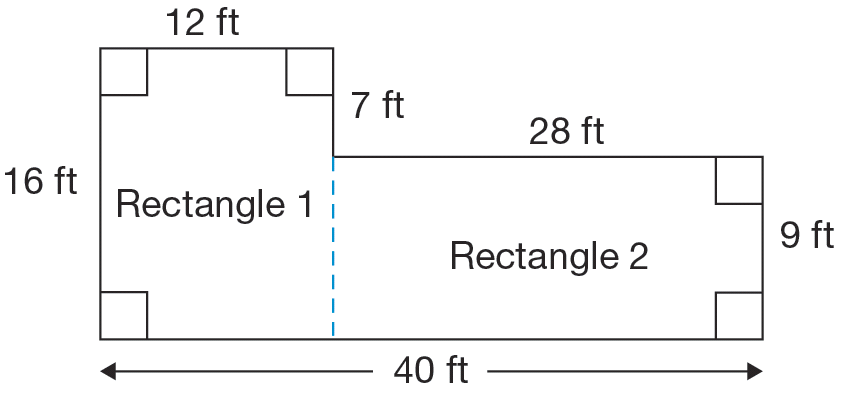 12 ft
7 ft
28 ft
16 ft
Rectangle 1
9 ft
Rectangle 2
40 ft